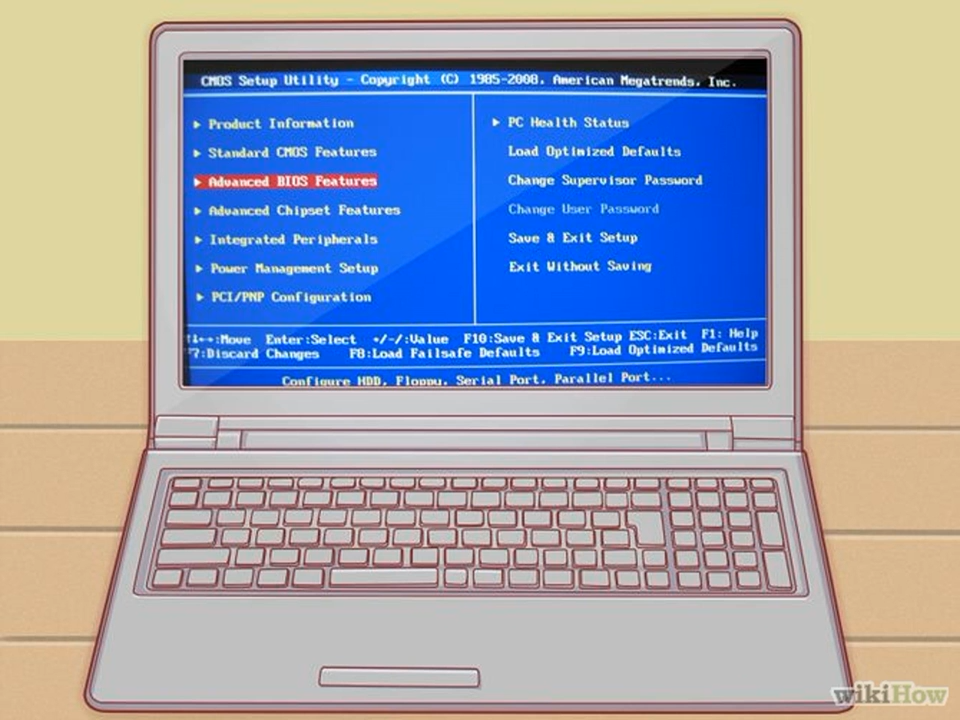 CMOS Setup Utility - Copyright (C) 1985-2008, American Megatrends, Inc.
▶ Product Information
▶ Standard CMOS Features
▶ Advanced BIOS Features
▶ Advanced Chipset Features
▶ Integrated Peripherals
▶ Power Management Setup
▶ PCI/PNP Configuration
▶ PC Health Status
Load Optimized Defaults
Change Supervisor Password
Change User Password
Save & Exit Setup
Exit Without Saving
↑↓←→:Move Enter:Select +/-/:Value F10:Save & Exit Setup ESC:Exit F1: Help
F7:Discard Changes F8:Load Failsafe Defaults F9:Load Optimized Defaults
Configure HDD, Floppy, Serial Port, Parallel Port...
wikiHow